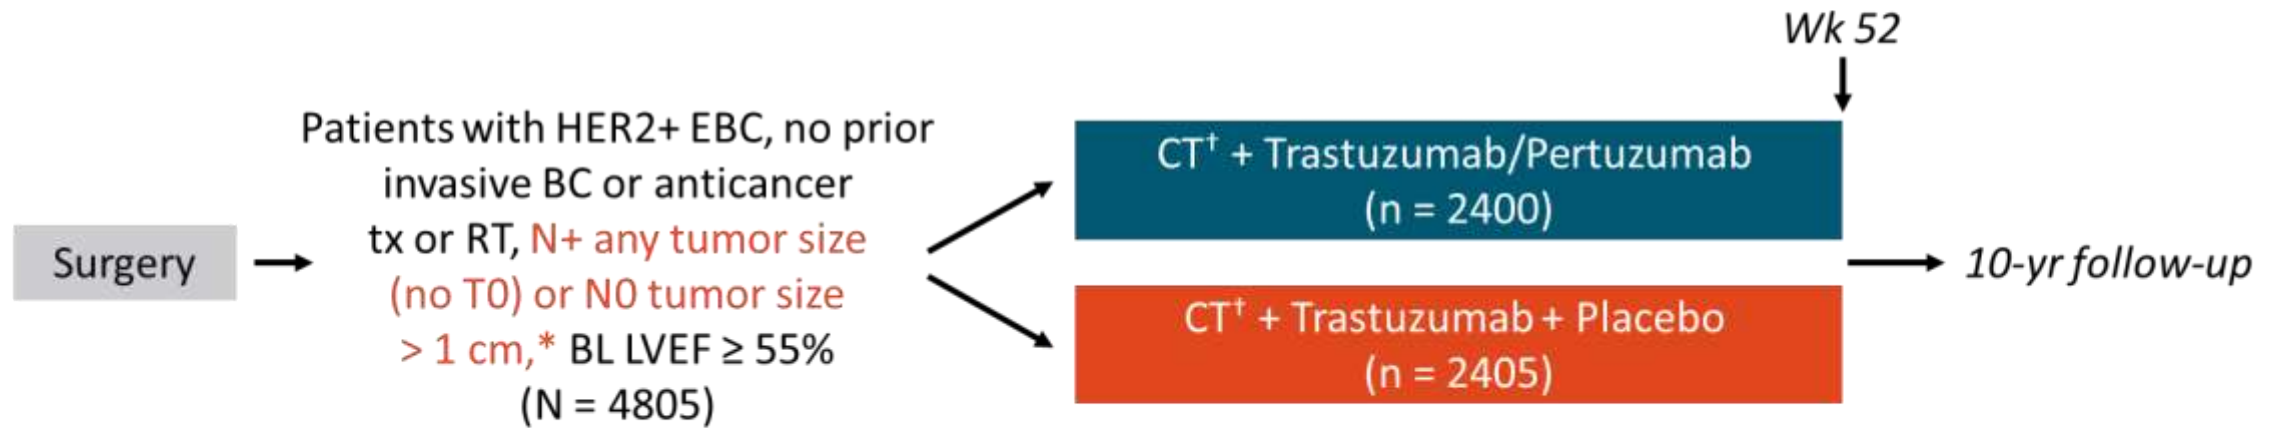 Surgery
Patients with HER2+ EBC, no prior
invasive BC or anticancer
tx or RT, N+ any tumor size
(no T0) or N0 tumor size
> 1 cm,* BL LVEF ≥ 55%
(N = 4805)
CT† + Trastuzumab/Pertuzumab
(n = 2400)
CT† + Trastuzumab + Placebo
(n = 2405)
Wk 52
10-yr follow-up